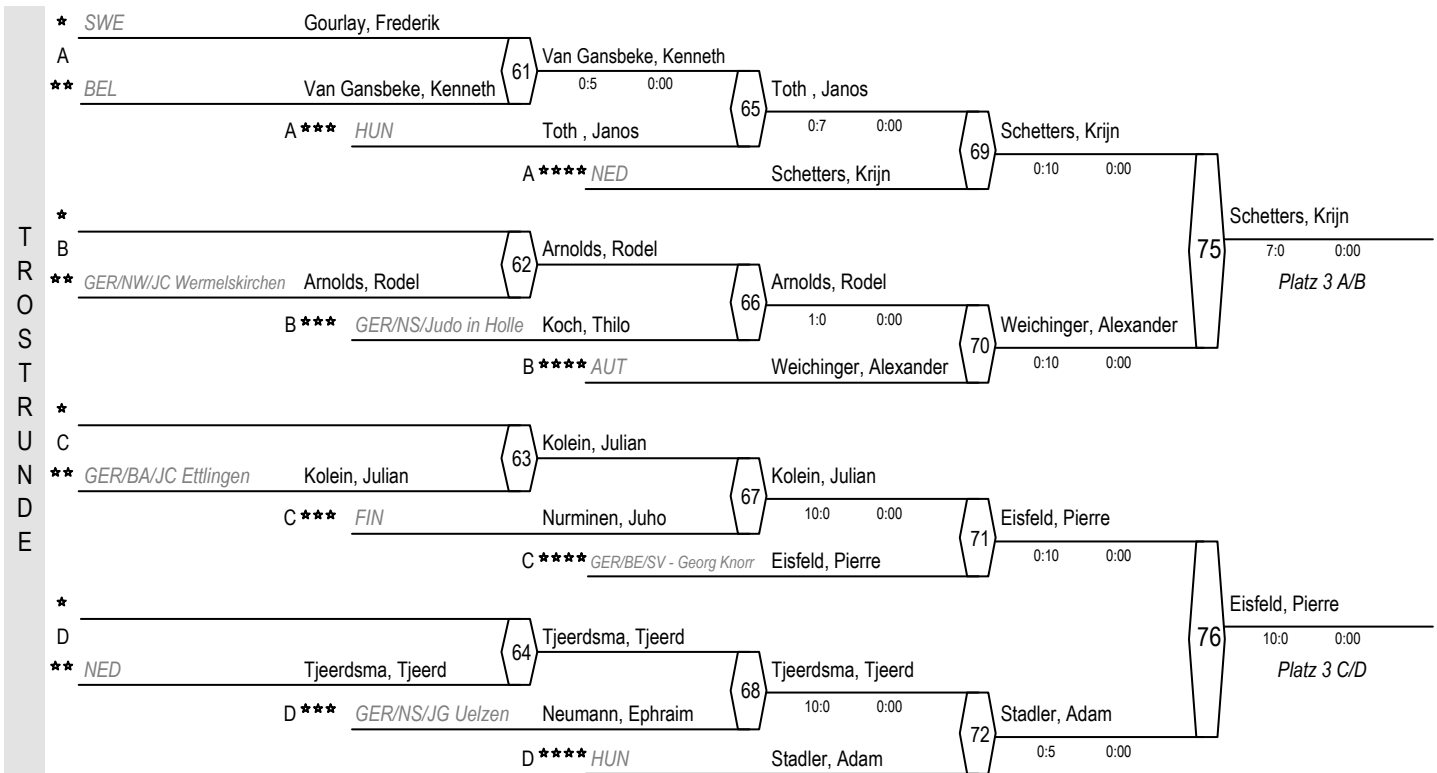 TROSTRUNDE
* SWE Gourlay, Frederik
A
61 Van Gansbeke, Kenneth
** BEL Van Gansbeke, Kenneth
0:5 0:00
65 Toth , Janos
A *** HUN Toth , Janos
0:7 0:00
69 Schetters, Krijn
A **** NED Schetters, Krijn
0:10 0:00
75 Schetters, Krijn
7:0 0:00
Platz 3 A/B
*
B
62 Arnolds, Rodel
** GER/NW/JC Wermelskirchen Arnolds, Rodel
66 Arnolds, Rodel
B *** GER/NS/Judo in Holle Koch, Thilo
1:0 0:00
70 Weichinger, Alexander
B **** AUT Weichinger, Alexander
0:10 0:00
*
C
63 Kolein, Julian
** GER/BA/JC Ettlingen Kolein, Julian
67 Kolein, Julian
C *** FIN Nurminen, Juho
10:0 0:00
71 Eisfeld, Pierre
C **** GER/BE/SV - Georg Knorr Eisfeld, Pierre
0:10 0:00
76 Eisfeld, Pierre
10:0 0:00
Platz 3 C/D
*
D
64 Tjeerdsma, Tjeerd
** NED Tjeerdsma, Tjeerd
68 Tjeerdsma, Tjeerd
D *** GER/NS/JG Uelzen Neumann, Ephraim
10:0 0:00
72 Stadler, Adam
D **** HUN Stadler, Adam
0:5 0:00